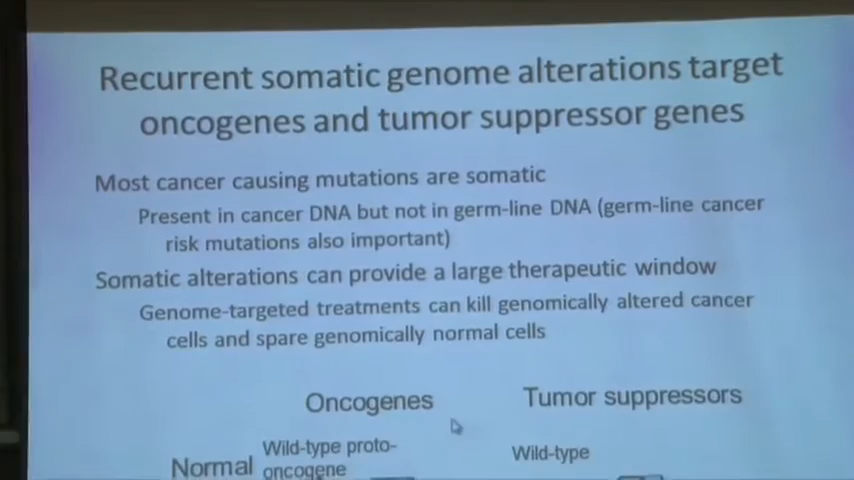 Recurrent somatic genome alterations target
oncogenes and tumor suppressor genes
Most cancer causing mutations are somatic
Present in cancer DNA but not in germ-line DNA (germ-line cancer
risk mutations also important)
Somatic alterations can provide a large therapeutic window
Genome-targeted treatments can kill genomically altered cancer
cells and spare genomically normal cells
Oncogenes Tumor suppressors
Normal Wild-type proto-
oncogene Wild-type